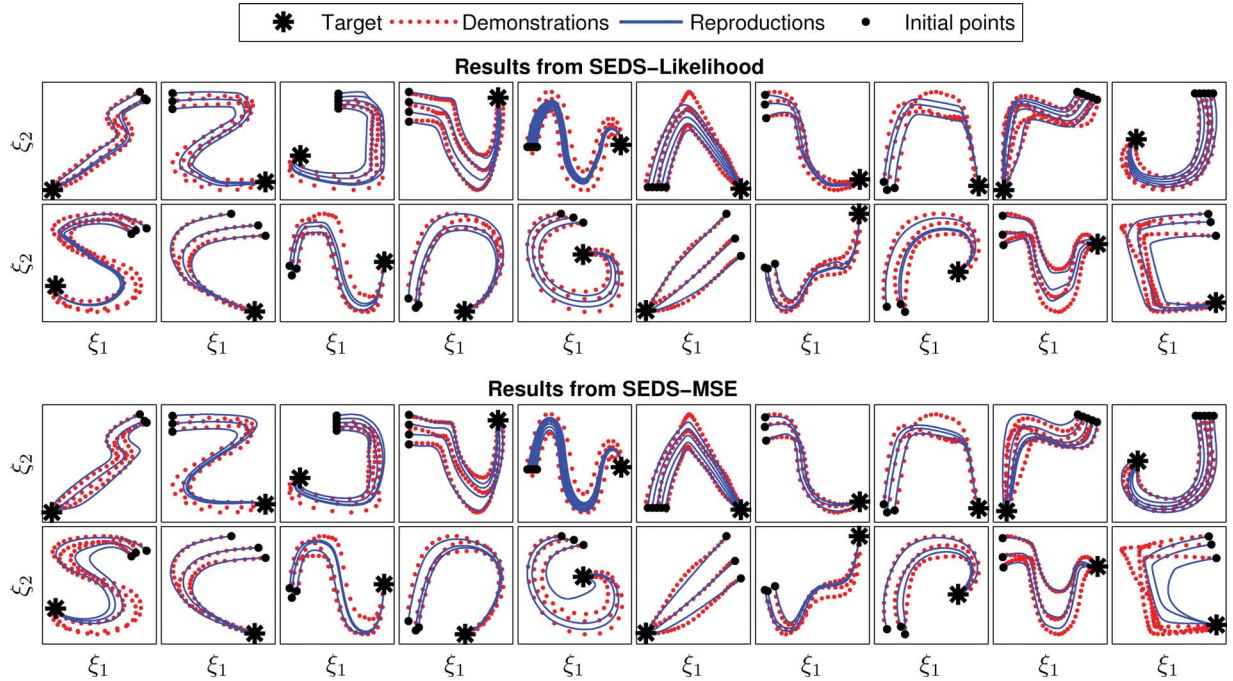 Target Demonstrations Reproductions Initial points
Results from SEDS-Likelihood
ξ2
ξ2
ξ1 ξ1 ξ1 ξ1 ξ1 ξ1 ξ1 ξ1 ξ1 ξ1
Results from SEDS-MSE
ξ2
ξ2
ξ1 ξ1 ξ1 ξ1 ξ1 ξ1 ξ1 ξ1 ξ1 ξ1